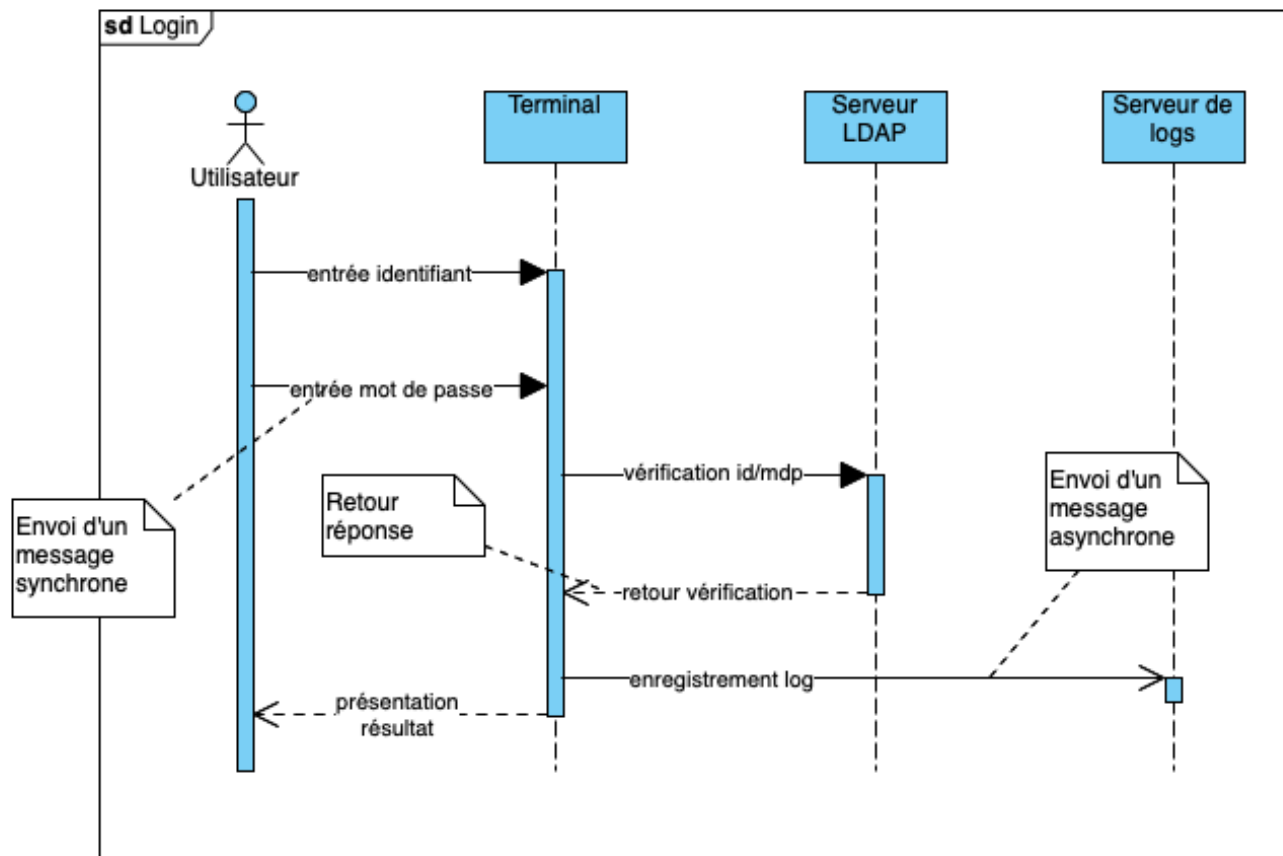 sd Login
Utilisateur
Terminal
Serveur
LDAP
Serveur de
logs
entrée identifiant
entrée mot de passe
Envoi d'un
message
synchrone
vérification id/mdp
Retour
réponse
Envoi d'un
message
asynchrone
retour vérification
enregistrement log
présentation
résultat